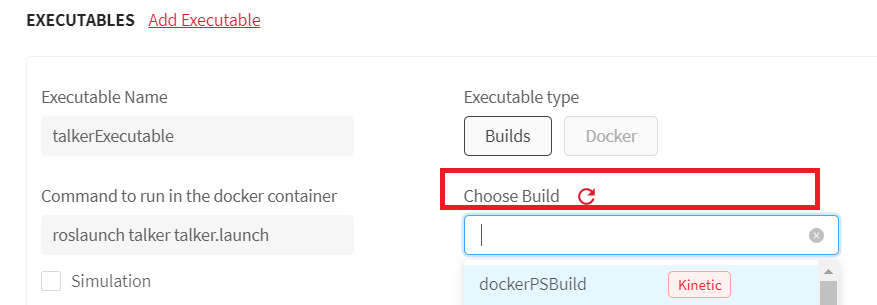 EXECUTABLES Add Executable
Executable Name
talkerExecutable
Executable type
Builds Docker
Command to run in the docker container
roslaunch talker talker.launch
Choose Build
Simulation
dockerPSBuild Kinetic